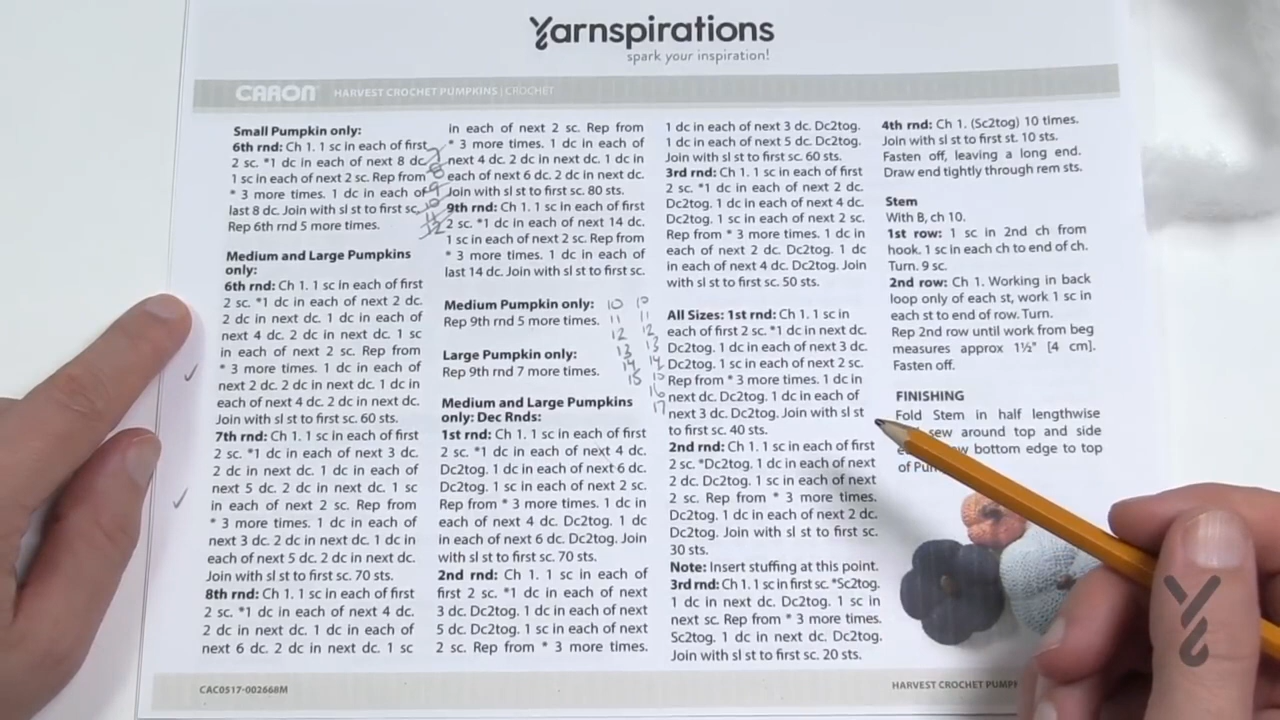 Yarnspirations
spark your inspiration!
CARON HARVEST CROCHET PUMPKINS | CROCHET
Small Pumpkin only:
6th rnd: Ch 1. 1 sc in each of first
2 sc. *1 dc in each of next 8 dc.
1 sc in each of next 2 sc. Rep from
* 3 more times. 1 dc in each of
last 8 dc. Join with sl st to first sc.
Rep 6th rnd 5 more times.
7
8
9
10
11
12
Medium and Large Pumpkins
only:
6th rnd: Ch 1. 1 sc in each of first
2 sc. *1 dc in each of next 2 dc.
2 dc in next dc. 1 dc in each of
next 4 dc. 2 dc in next dc. 1 sc
in each of next 2 sc. Rep from
* 3 more times. 1 dc in each of
next 2 dc. 2 dc in next dc. 1 dc in
each of next 4 dc. 2 dc in next dc.
Join with sl st to first sc. 60 sts.
7th rnd: Ch 1. 1 sc in each of first
2 sc. *1 dc in each of next 3 dc.
2 dc in next dc. 1 dc in each of
next 5 dc. 2 dc in next dc. 1 sc
in each of next 2 sc. Rep from
* 3 more times. 1 dc in each of
next 3 dc. 2 dc in next dc. 1 dc in
each of next 5 dc. 2 dc in next dc.
Join with sl st to first sc. 70 sts.
8th rnd: Ch 1. 1 sc in each of first
2 sc. *1 dc in each of next 4 dc.
2 dc in next dc. 1 dc in each of
next 6 dc. 2 dc in next dc. 1 sc
in each of next 2 sc. Rep from
* 3 more times. 1 dc in each of
next 4 dc. 2 dc in next dc. 1 dc in
each of next 6 dc. 2 dc in next dc.
Join with sl st to first sc. 80 sts.
9th rnd: Ch 1. 1 sc in each of first
2 sc. *1 dc in each of next 14 dc.
1 sc in each of next 2 sc. Rep from
* 3 more times. 1 dc in each of
last 14 dc. Join with sl st to first sc.
Medium Pumpkin only:
Rep 9th rnd 5 more times.
Large Pumpkin only:
Rep 9th rnd 7 more times.
10 10
11 11
12 12
13 13
14 14
15 15
16
17
Medium and Large Pumpkins
only: Dec Rnds:
1st rnd: Ch 1. 1 sc in each of first
2 sc. *1 dc in each of next 4 dc.
Dc2tog. 1 dc in each of next 6 dc.
Dc2tog. 1 sc in each of next 2 sc.
Rep from * 3 more times. 1 dc in
each of next 4 dc. Dc2tog. 1 dc
in each of next 6 dc. Dc2tog. Join
with sl st to first sc. 70 sts.
2nd rnd: Ch 1. 1 sc in each of
first 2 sc. *1 dc in each of next
3 dc. Dc2tog. 1 dc in each of next
5 dc. Dc2tog. 1 sc in each of next
2 sc. Rep from * 3 more times.
1 dc in each of next 3 dc. Dc2tog.
1 dc in each of next 5 dc. Dc2tog.
Join with sl st to first sc. 60 sts.
3rd rnd: Ch 1. 1 sc in each of first
2 sc. *1 dc in each of next 2 dc.
Dc2tog. 1 dc in each of next 4 dc.
Dc2tog. 1 sc in each of next 2 sc.
Rep from * 3 more times. 1 dc in
each of next 2 dc. Dc2tog. 1 dc
in each of next 4 dc. Dc2tog. Join
with sl st to first sc. 50 sts.
All Sizes: 1st rnd: Ch 1. 1 sc in
each of first 2 sc. *1 dc in next dc.
Dc2tog. 1 dc in each of next 3 dc.
Dc2tog. 1 sc in each of next 2 sc.
Rep from * 3 more times. 1 dc in
next dc. Dc2tog. 1 dc in each of
next 3 dc. Dc2tog. Join with sl st
to first sc. 40 sts.
2nd rnd: Ch 1. 1 sc in each of first
2 sc. *Dc2tog. 1 dc in each of next
2 dc. Dc2tog. 1 sc in each of next
2 sc. Rep from * 3 more times.
Dc2tog. 1 dc in each of next 2 dc.
Dc2tog. Join with sl st to first sc.
30 sts.
Note: Insert stuffing at this point.
3rd rnd: Ch 1. 1 sc in first sc. *Sc2tog.
1 dc in next dc. Dc2tog. 1 sc in
next sc. Rep from * 3 more times.
Sc2tog. 1 dc in next dc. Dc2tog.
Join with sl st to first sc. 20 sts.
4th rnd: Ch 1. (Sc2tog) 10 times.
Join with sl st to first st. 10 sts.
Fasten off, leaving a long end.
Draw end tightly through rem sts.
Stem
With B, ch 10.
1st row: 1 sc in 2nd ch from
hook. 1 sc in each ch to end of ch.
Turn. 9 sc.
2nd row: Ch 1. Working in back
loop only of each st, work 1 sc in
each st to end of row. Turn.
Rep 2nd row until work from beg
measures approx 1½" [4 cm].
Fasten off.
FINISHING
Fold Stem in half lengthwise
sew around top and side
bottom edge to top
of
CAC0517-002668M
HARVEST CROCHET